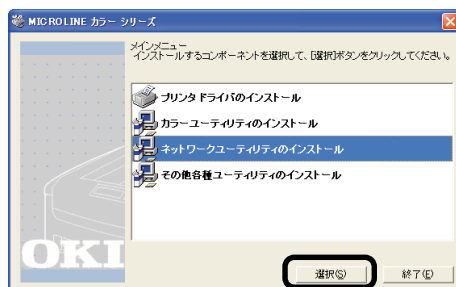 MICROLINE カラー シリーズ
メインメニュー
インストールするコンポーネントを選択して、[選択]ボタンをクリックしてください。
プリンタ ドライバのインストール
カラーユーティリティのインストール
ネットワークユーティリティのインストール
その他各種ユーティリティのインストール
OKI
選択(S)
終了(E)